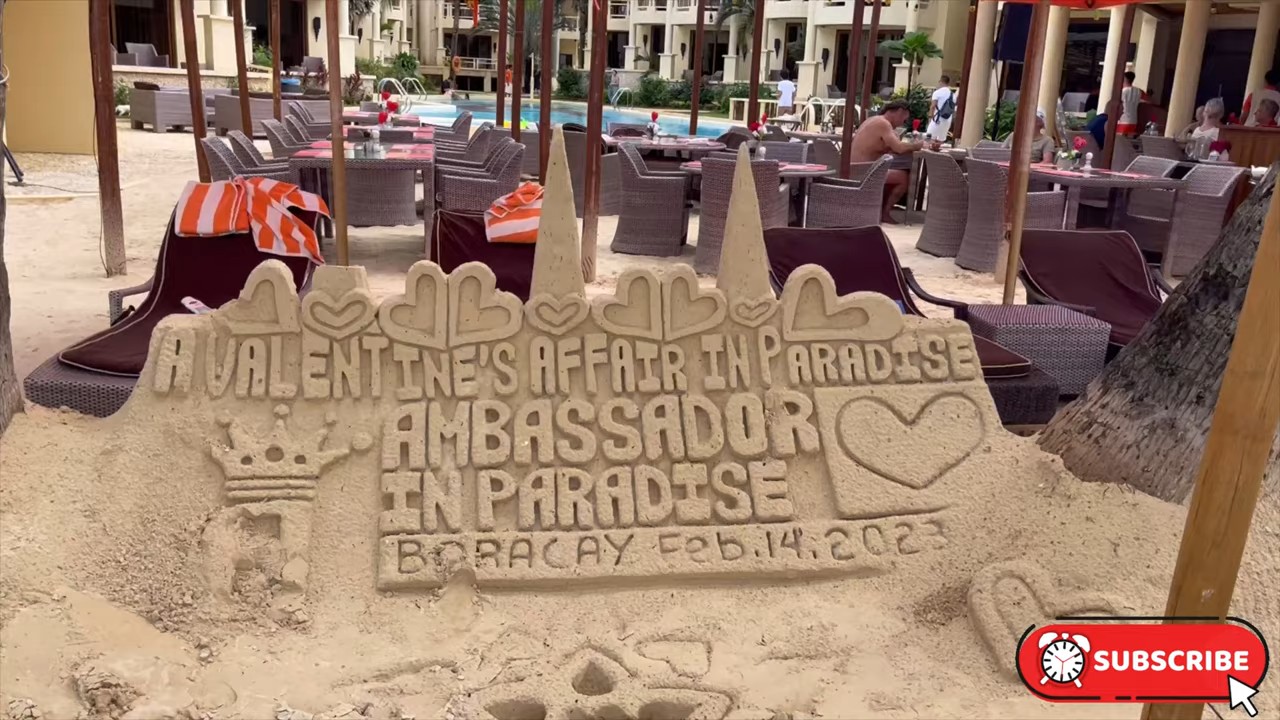 A VALENTINE'S AFFAIR IN PARADISE
AMBASSADOR
IN PARADISE
BORACAY Feb.14.2023
SUBSCRIBE